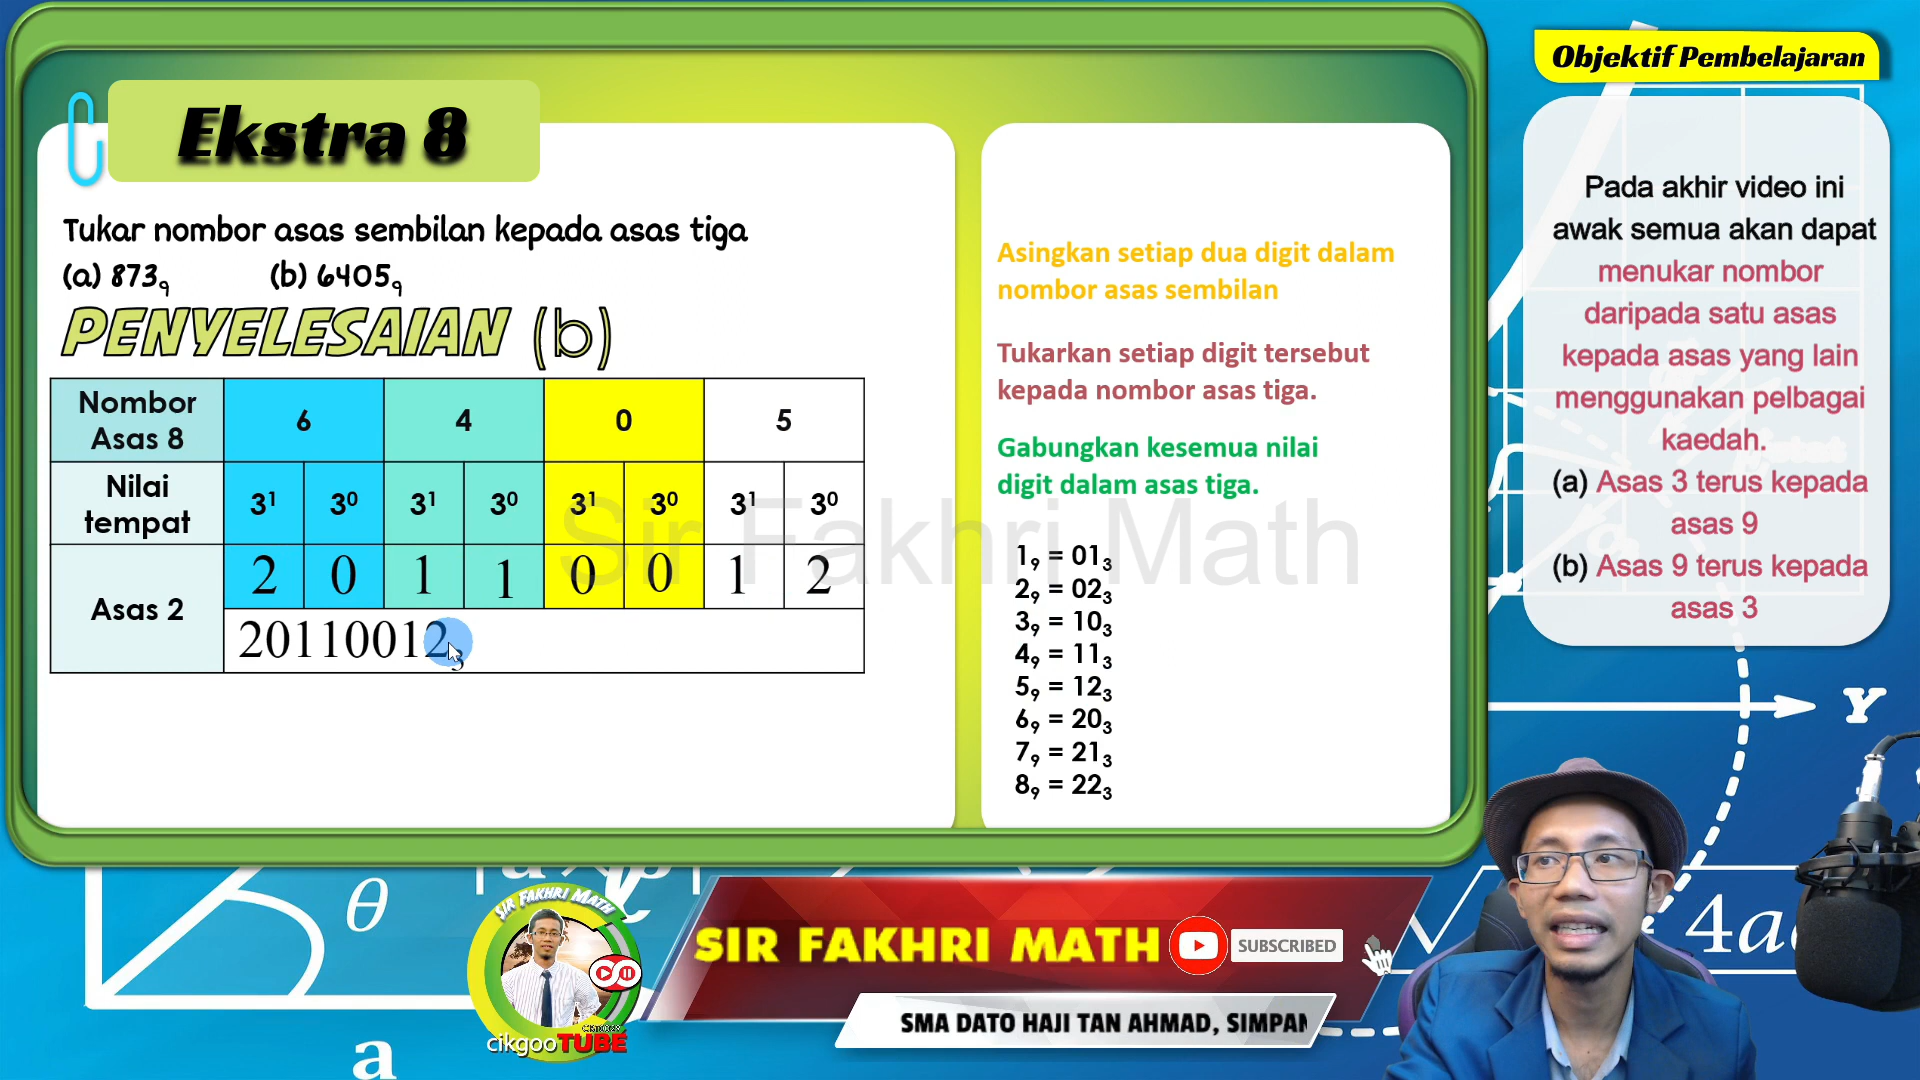 Ekstra 8
Tukar nombor asas sembilan kepada asas tiga
(a) 873₉ (b) 6405₉
PENYELESAIAN (b)
Nombor Asas 8 6 4 0 5
Nilai tempat 3¹ 3⁰ 3¹ 3⁰ 3¹ 3⁰ 3¹ 3⁰
Asas 2 2 0 1 1 0 0 1 2
20110012₃
Asingkan setiap dua digit dalam
nombor asas sembilan
Tukarkan setiap digit tersebut
kepada nombor asas tiga.
Gabungkan kesemua nilai
digit dalam asas tiga.
1₉ = 01₃
2₉ = 02₃
3₉ = 10₃
4₉ = 11₃
5₉ = 12₃
6₉ = 20₃
7₉ = 21₃
8₉ = 22₃
Sir Fakhri Math
Objektif Pembelajaran
Pada akhir video ini
awak semua akan dapat
menukar nombor
daripada satu asas
kepada asas yang lain
menggunakan pelbagai
kaedah.
(a) Asas 3 terus kepada
asas 9
(b) Asas 9 terus kepada
asas 3
Y
θ
a
4a
SIR FAKHRI MATH
cikgooTUBE
SIR FAKHRI MATH
SUBSCRIBED
SMA DATO HAJI TAN AHMAD, SIMPAN